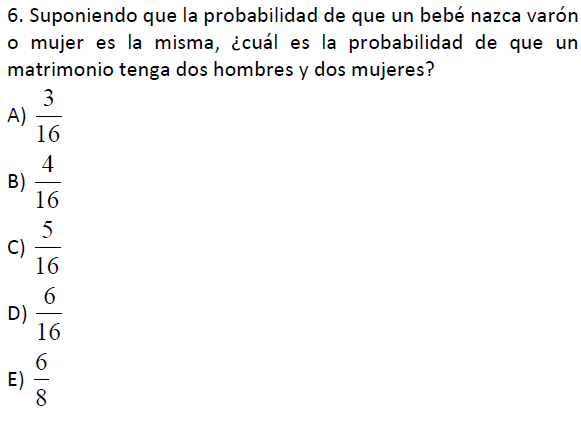 6. Suponiendo que la probabilidad de que un bebé nazca varón
o mujer es la misma, ¿cuál es la probabilidad de que un
matrimonio tenga dos hombres y dos mujeres?
A) 3/16
B) 4/16
C) 5/16
D) 6/16
E) 6/8